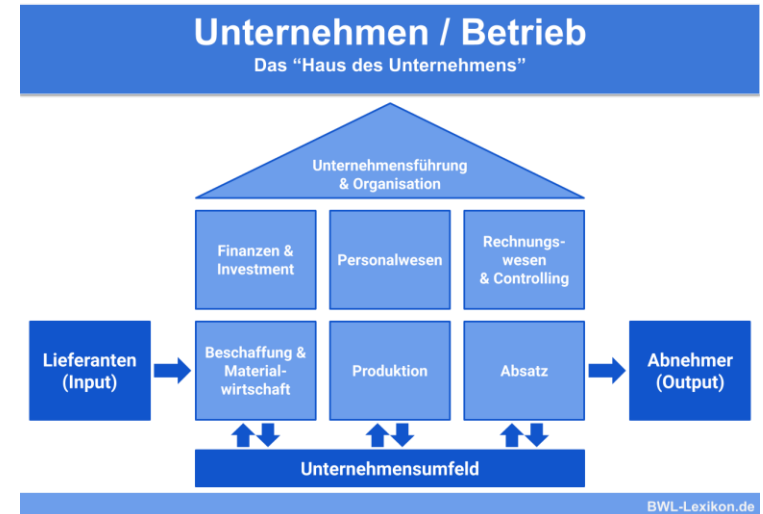 Unternehmen / Betrieb
Das “Haus des Unternehmens”
Unternehmensführung
& Organisation
Finanzen &
Investment
Personalwesen
Rechnungs-
wesen
& Controlling
Lieferanten
(Input)
Beschaffung &
Material-
wirtschaft
Produktion
Absatz
Abnehmer
(Output)
Unternehmensumfeld
BWL-Lexikon.de